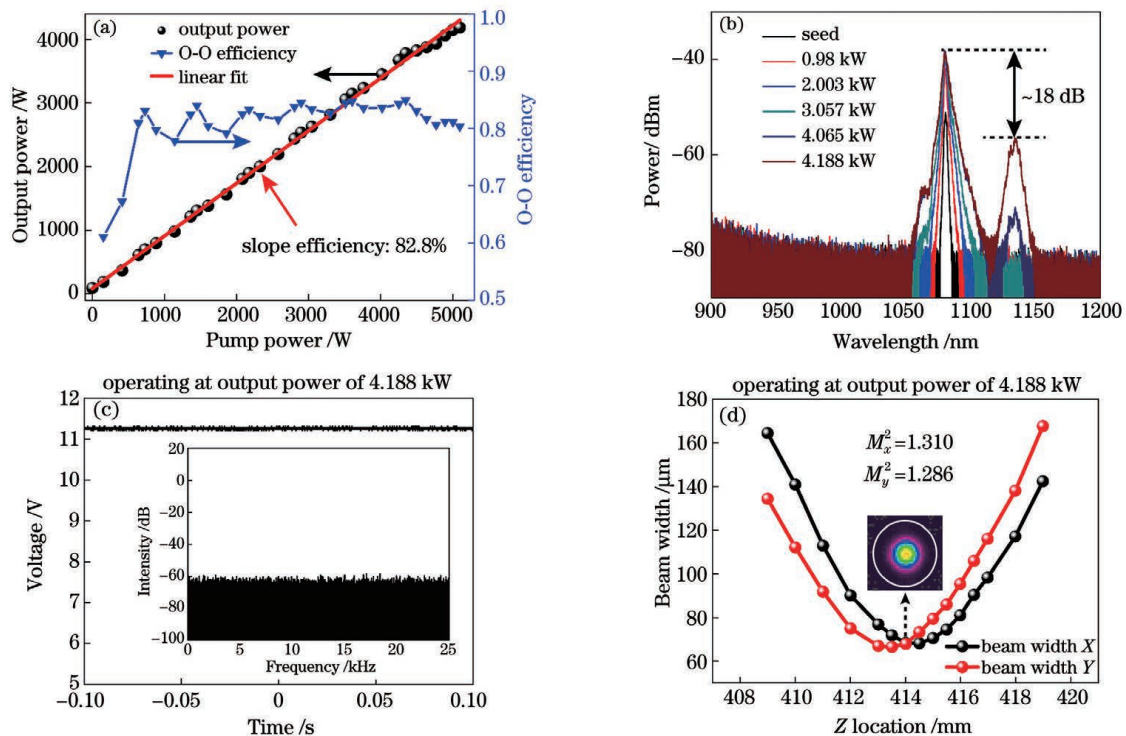 (a)
output power
O-O efficiency
linear fit
slope efficiency: 82.8%
Output power /W
4000
3000
2000
1000
0
0 1000 2000 3000 4000 5000
Pump power /W
1.0
0.9
0.8
0.7
0.6
0.5
O-O efficiency
(b)
seed
0.98 kW
2.003 kW
3.057 kW
4.065 kW
4.188 kW
~18 dB
Power/ dBm
−40
−60
−80
900 950 1000 1050 1100 1150 1200
Wavelength /nm
operating at output power of 4.188 kW
(c)
Voltage /V
12
11
10
9
8
7
6
5
−0.10 −0.05 0 0.05 0.10
Time /s
Intensity /dB
20
0
−20
−40
−60
−80
−100
0 5 10 15 20 25
Frequency /kHz
operating at output power of 4.188 kW
(d)
M²ₓ=1.310
M²ᵧ=1.286
beam width X
beam width Y
Beam width /μm
180
160
140
120
100
80
60
408 410 412 414 416 418 420
Z location /mm